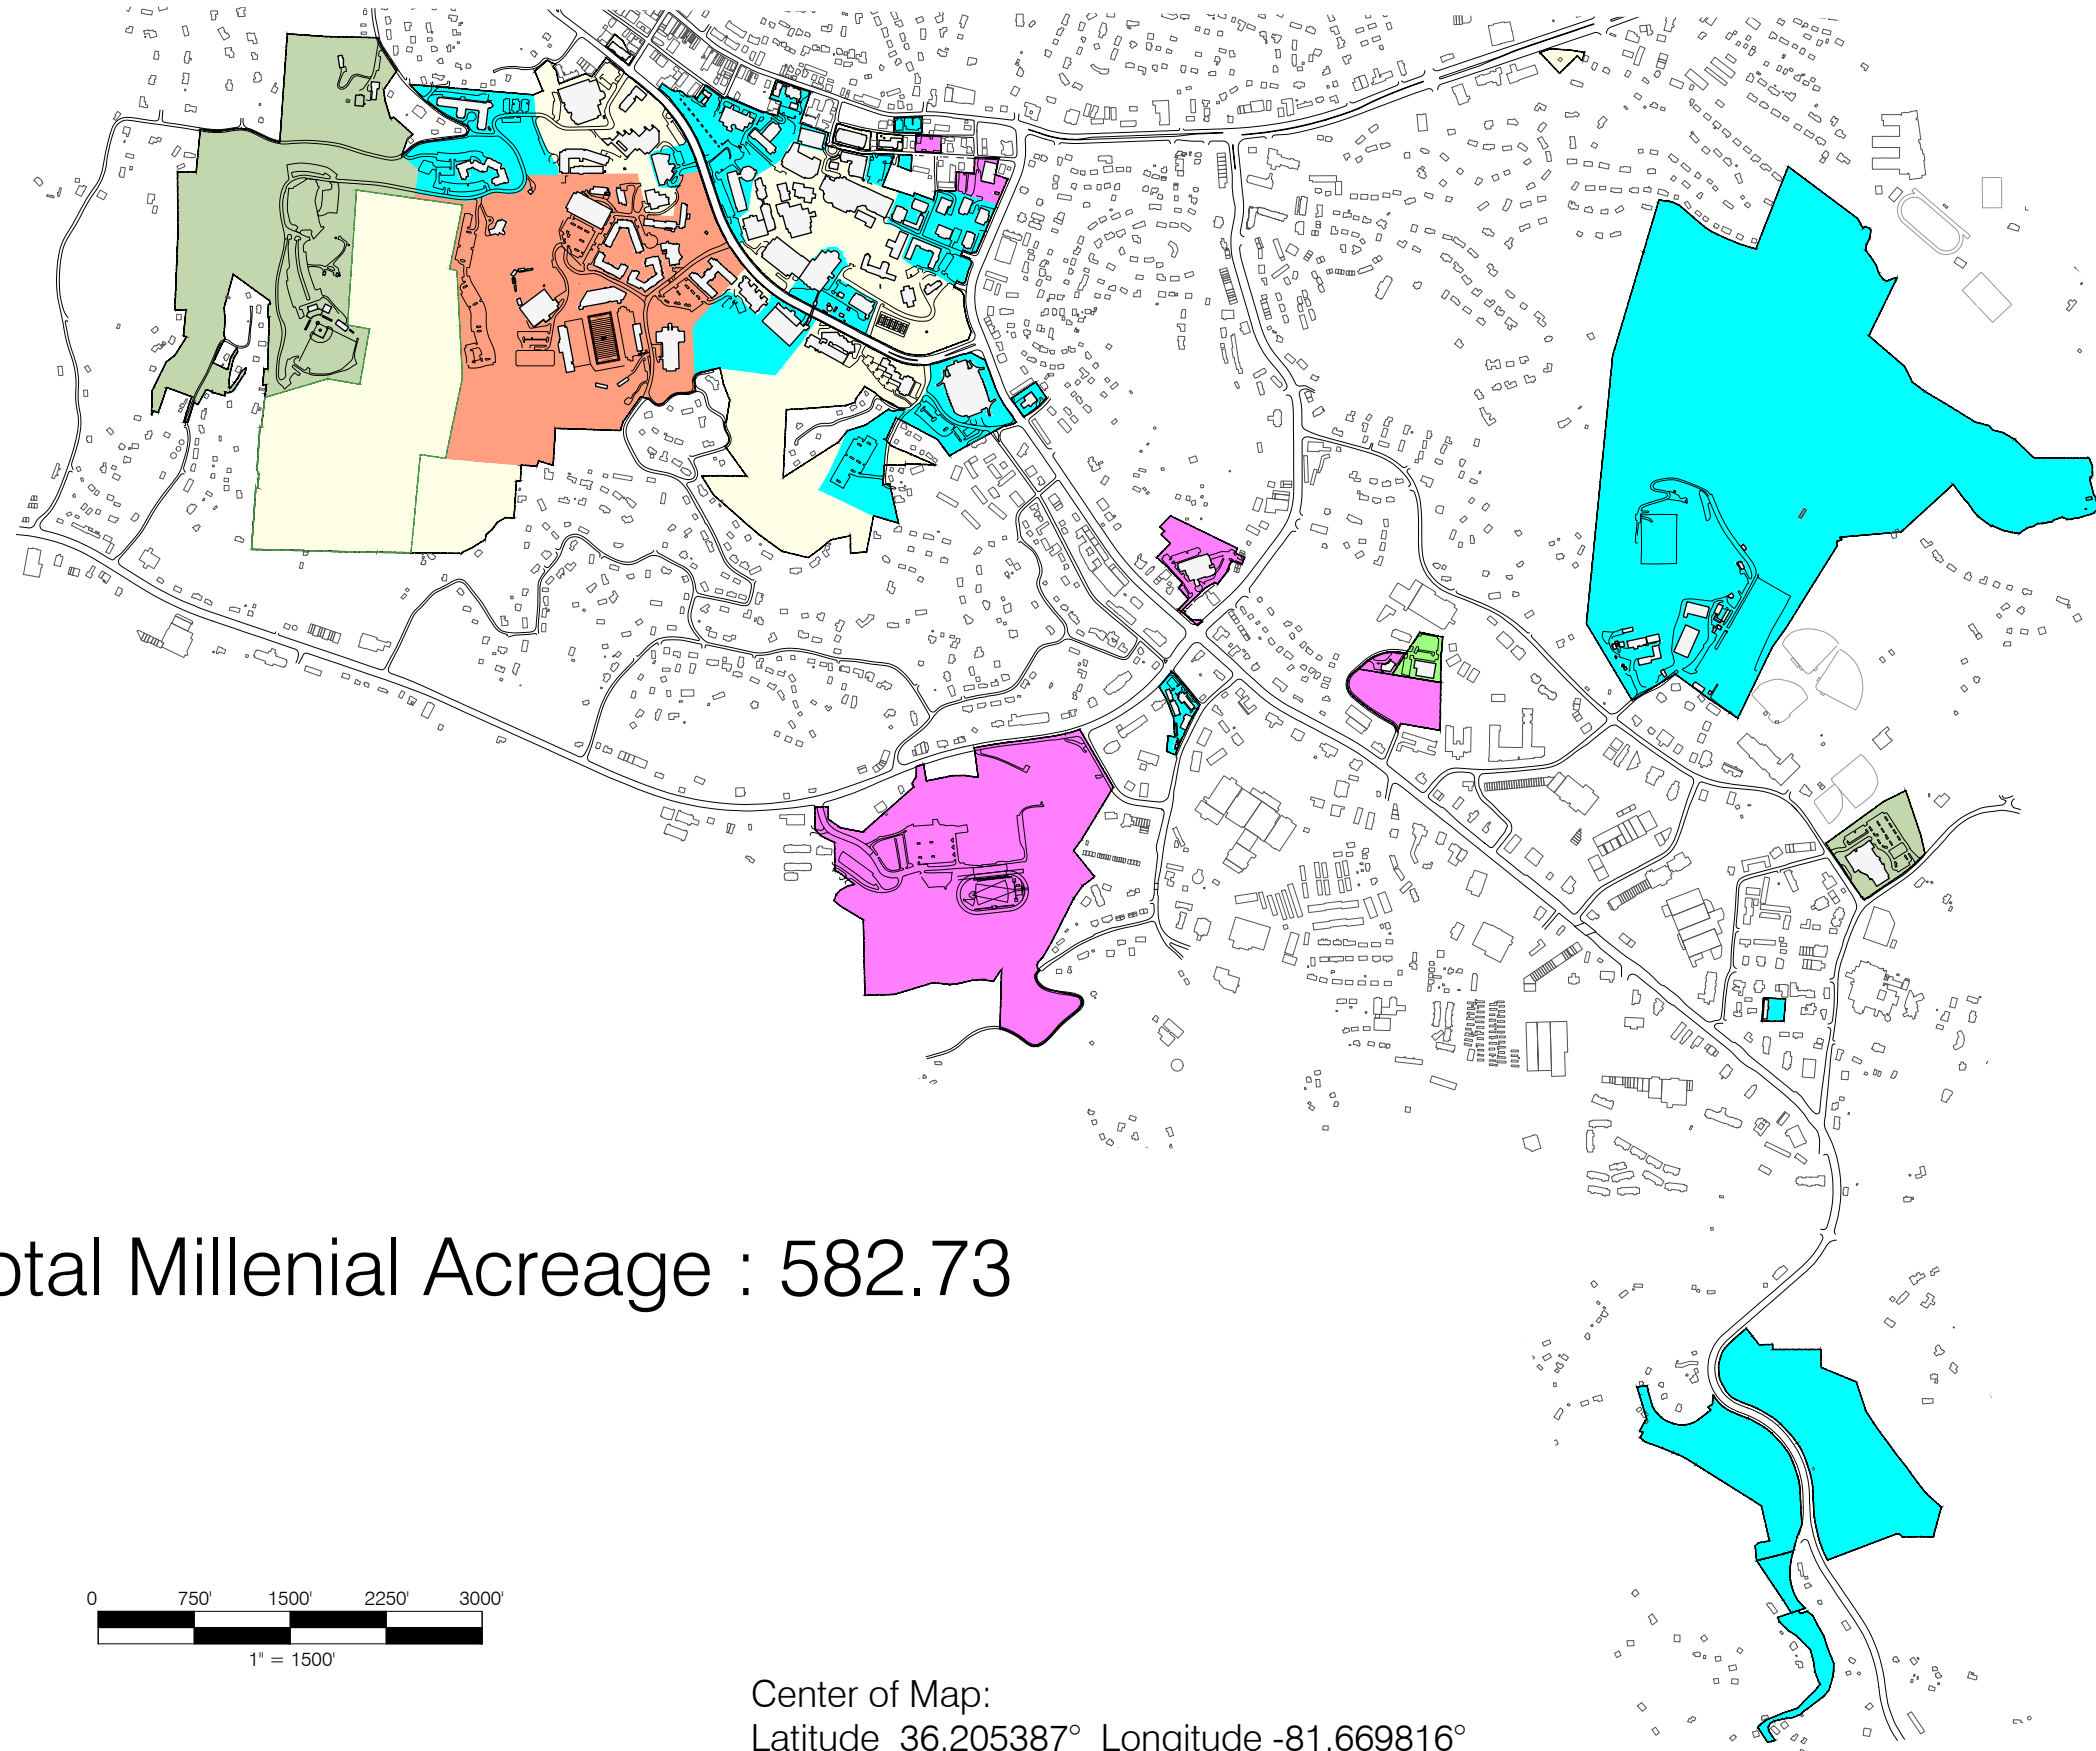 otal Millenial Acreage : 582.73
0 750' 1500' 2250' 3000'
1" = 1500'
Center of Map:
Latitude 36.205387° Longitude -81.669816°